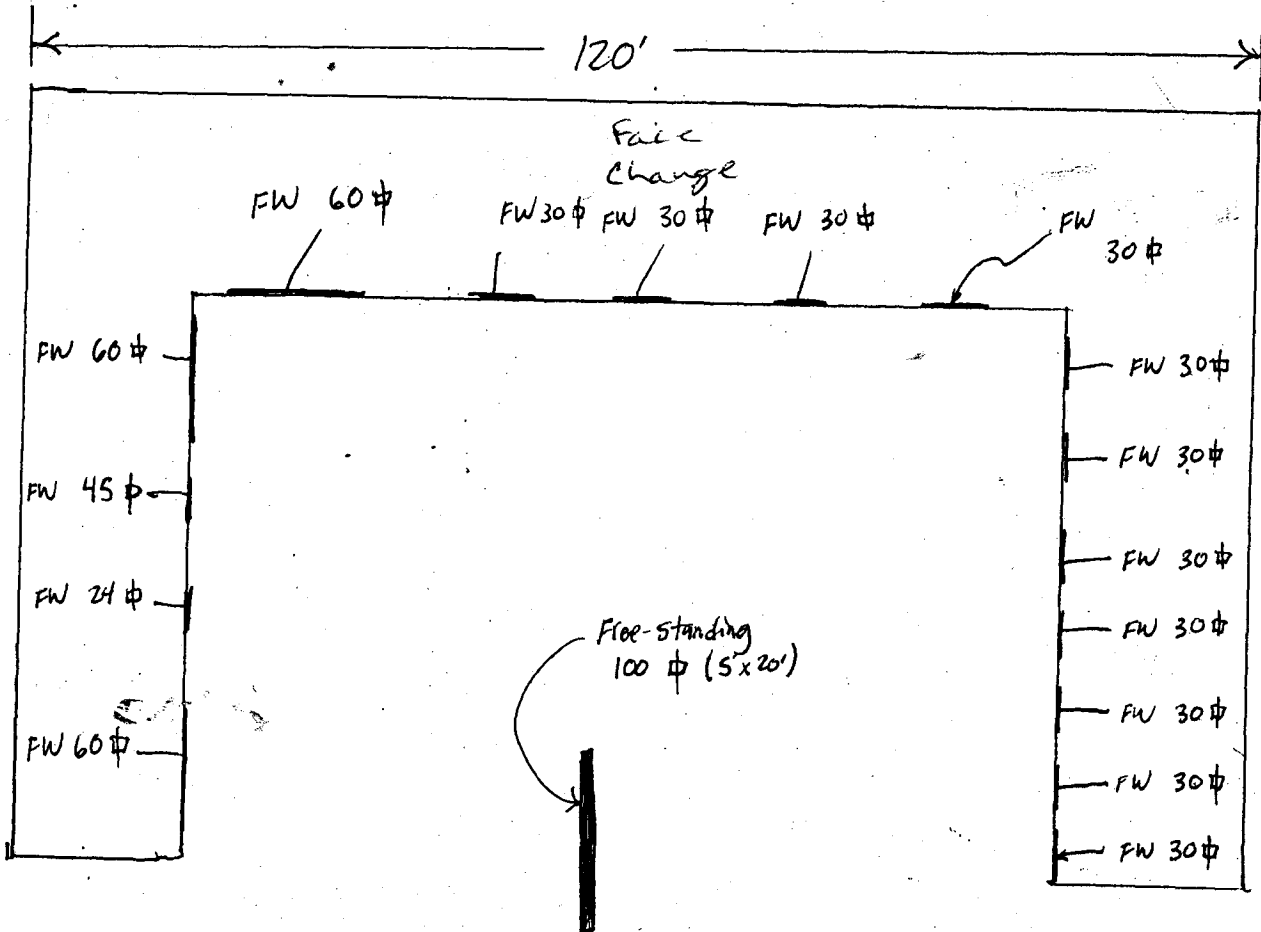 120'
Face
Change
FW 60 ⏍
FW 30 ⏍ FW 30 ⏍ FW 30 ⏍ FW
30 ⏍
FW 60 ⏍
FW 45 ⏍
FW 24 ⏍
FW 60 ⏍
Free-standing
100 ⏍ (5'x20')
FW 30 ⏍
FW 30 ⏍
FW 30 ⏍
FW 30 ⏍
FW 30 ⏍
FW 30 ⏍
FW 30 ⏍